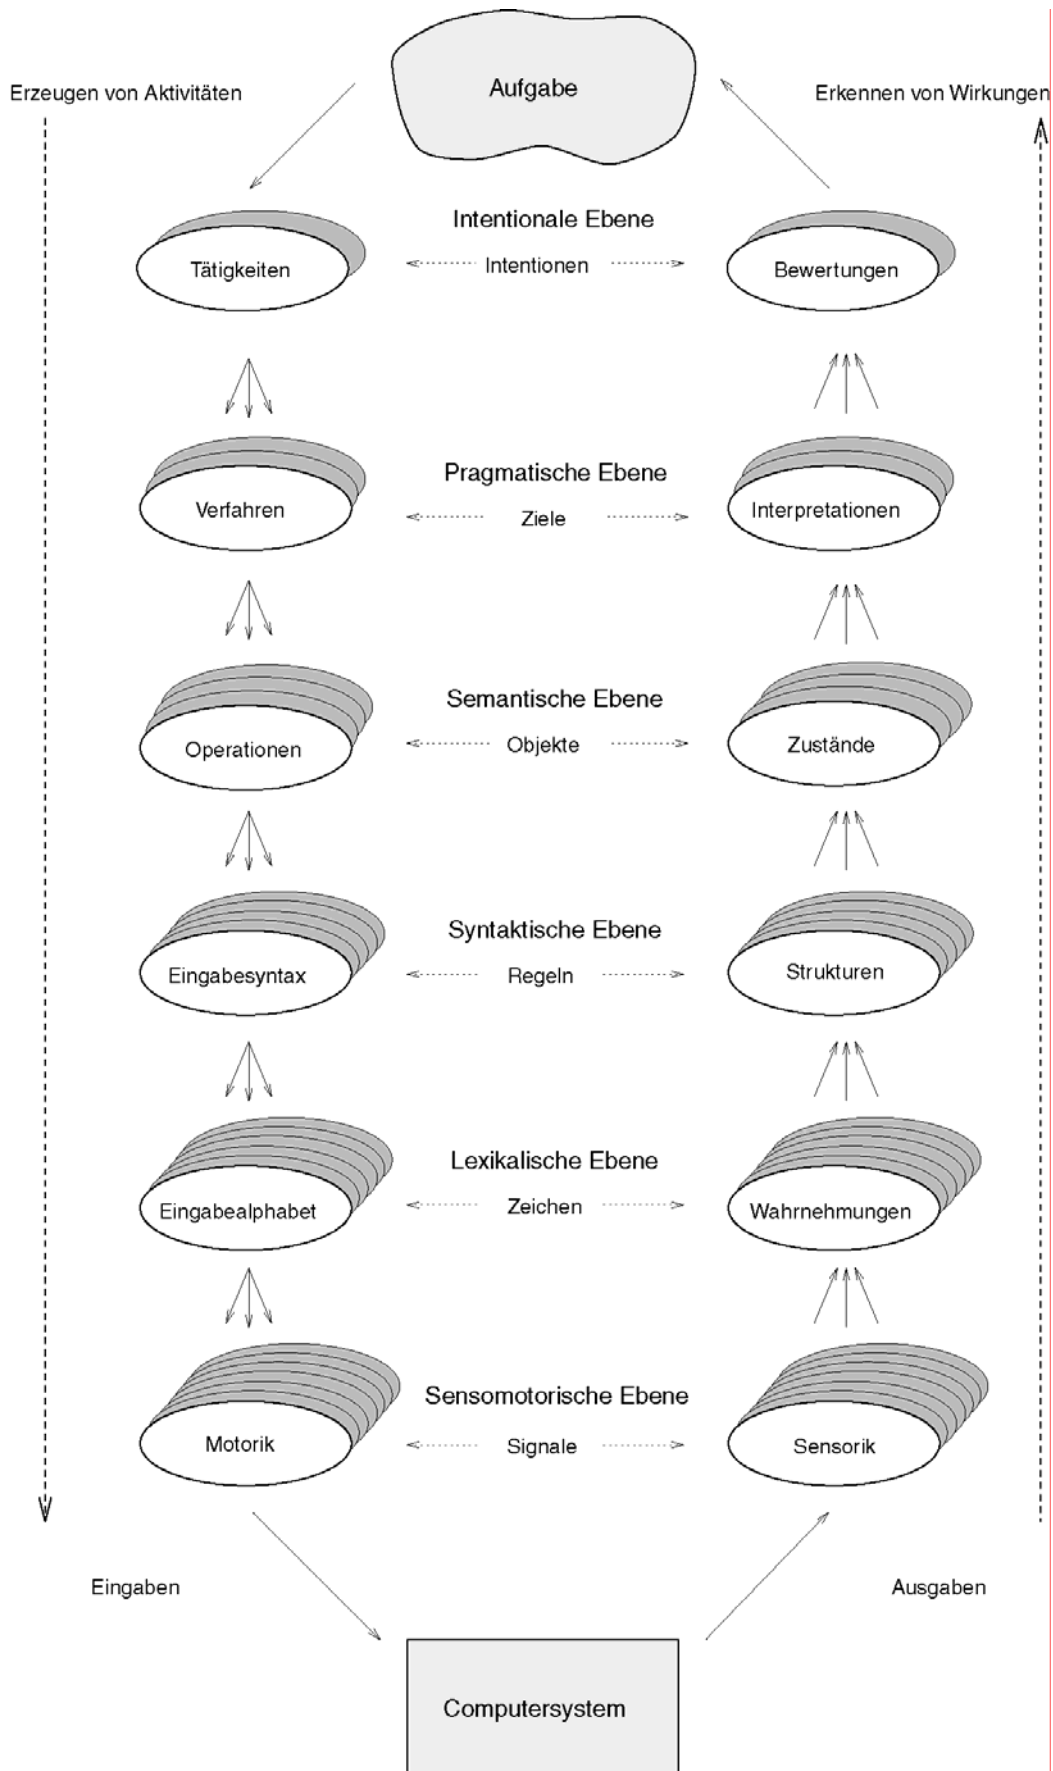 Aufgabe
Erzeugen von Aktivitäten
Erkennen von Wirkungen
Intentionale Ebene
Tätigkeiten
Intentionen
Bewertungen
Pragmatische Ebene
Verfahren
Ziele
Interpretationen
Semantische Ebene
Operationen
Objekte
Zustände
Syntaktische Ebene
Eingabesyntax
Regeln
Strukturen
Lexikalische Ebene
Eingabealphabet
Zeichen
Wahrnehmungen
Sensomotorische Ebene
Motorik
Signale
Sensorik
Eingaben
Ausgaben
Computersystem